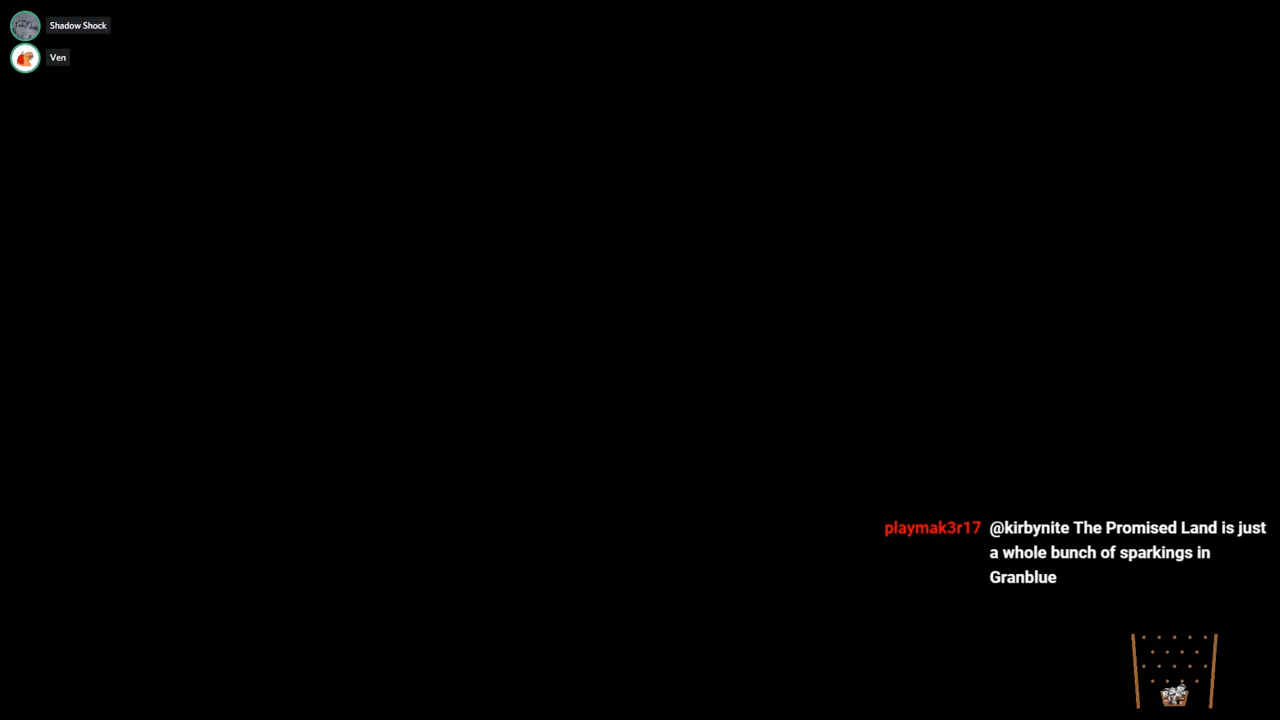 Shadow Shock
Ven
playmak3r17 @kirbynite The Promised Land is just
a whole bunch of sparkings in
Granblue